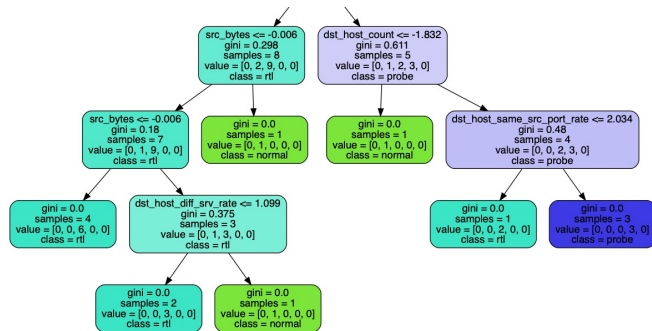 src_bytes <= -0.006
gini = 0.298
samples = 8
value = [0, 2, 9, 0, 0]
class = rtl
dst_host_count <= -1.832
gini = 0.611
samples = 5
value = [0, 1, 2, 3, 0]
class = probe
src_bytes <= -0.006
gini = 0.18
samples = 7
value = [0, 1, 9, 0, 0]
class = rtl
gini = 0.0
samples = 1
value = [0, 1, 0, 0, 0]
class = normal
gini = 0.0
samples = 1
value = [0, 1, 0, 0, 0]
class = normal
dst_host_same_src_port_rate <= 2.034
gini = 0.48
samples = 4
value = [0, 0, 2, 3, 0]
class = probe
gini = 0.0
samples = 4
value = [0, 0, 6, 0, 0]
class = rtl
dst_host_diff_srv_rate <= 1.099
gini = 0.375
samples = 3
value = [0, 1, 3, 0, 0]
class = rtl
gini = 0.0
samples = 1
value = [0, 0, 2, 0, 0]
class = rtl
gini = 0.0
samples = 3
value = [0, 0, 0, 3, 0]
class = probe
gini = 0.0
samples = 2
value = [0, 0, 3, 0, 0]
class = rtl
gini = 0.0
samples = 1
value = [0, 1, 0, 0, 0]
class = normal